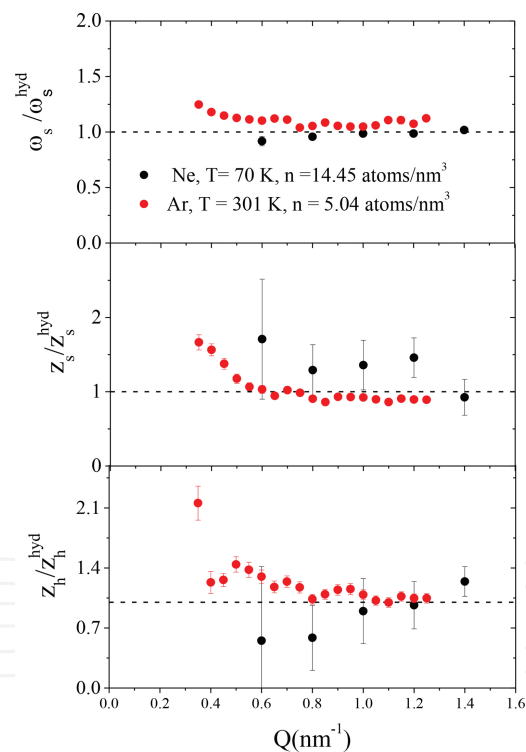 2.0
1.5
1.0
0.5
0.0
ω_s/ω_s^hyd
Ne, T= 70 K, n =14.45 atoms/nm³
Ar, T = 301 K, n = 5.04 atoms/nm³
2
1
0
z_s/z_s^hyd
2.1
1.4
0.7
0.0
z_h/z_h^hyd
0.0 0.2 0.4 0.6 0.8 1.0 1.2 1.4 1.6
Q(nm⁻¹)